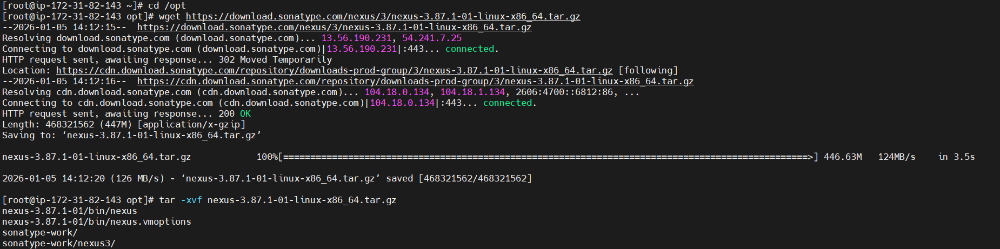 [root@ip-172-31-82-143 ~]# cd /opt
[root@ip-172-31-82-143 opt]# wget https://download.sonatype.com/nexus/3/nexus-3.87.1-01-linux-x86_64.tar.gz
--2026-01-05 14:12:15--  https://download.sonatype.com/nexus/3/nexus-3.87.1-01-linux-x86_64.tar.gz
Resolving download.sonatype.com (download.sonatype.com)... 13.56.190.231, 54.241.7.25
Connecting to download.sonatype.com (download.sonatype.com)|13.56.190.231|:443... connected.
HTTP request sent, awaiting response... 302 Moved Temporarily
Location: https://cdn.download.sonatype.com/repository/downloads-prod-group/3/nexus-3.87.1-01-linux-x86_64.tar.gz [following]
--2026-01-05 14:12:16--  https://cdn.download.sonatype.com/repository/downloads-prod-group/3/nexus-3.87.1-01-linux-x86_64.tar.gz
Resolving cdn.download.sonatype.com (cdn.download.sonatype.com)... 104.18.0.134, 104.18.1.134, 2606:4700::6812:86, ...
Connecting to cdn.download.sonatype.com (cdn.download.sonatype.com)|104.18.0.134|:443... connected.
HTTP request sent, awaiting response... 200 OK
Length: 468321562 (447M) [application/x-gzip]
Saving to: ‘nexus-3.87.1-01-linux-x86_64.tar.gz’
nexus-3.87.1-01-linux-x86_64.tar.gz            100%[=================================================================================================>] 446.63M   124MB/s    in 3.5s
2026-01-05 14:12:20 (126 MB/s) - ‘nexus-3.87.1-01-linux-x86_64.tar.gz’ saved [468321562/468321562]
[root@ip-172-31-82-143 opt]# tar -xvf nexus-3.87.1-01-linux-x86_64.tar.gz
nexus-3.87.1-01/bin/nexus
nexus-3.87.1-01/bin/nexus.vmoptions
sonatype-work/
sonatype-work/nexus3/